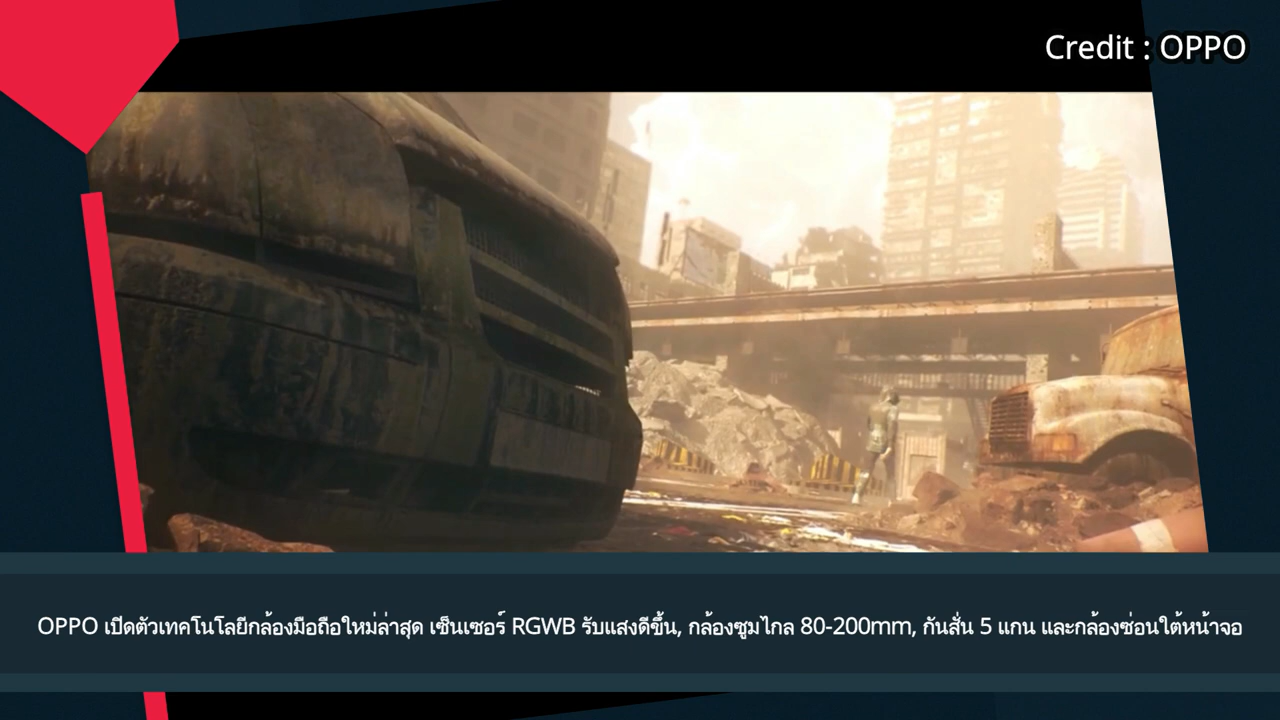 Credit : OPPO
OPPO เปิดตัวเทคโนโลยีกล้องมือถือใหม่ล่าสุด เซ็นเซอร์ RGWB รับแสงดีขึ้น, กล้องซูมไกล 80-200mm, กันสั่น 5 แกน และกล้องซ่อนใต้หน้าจอ